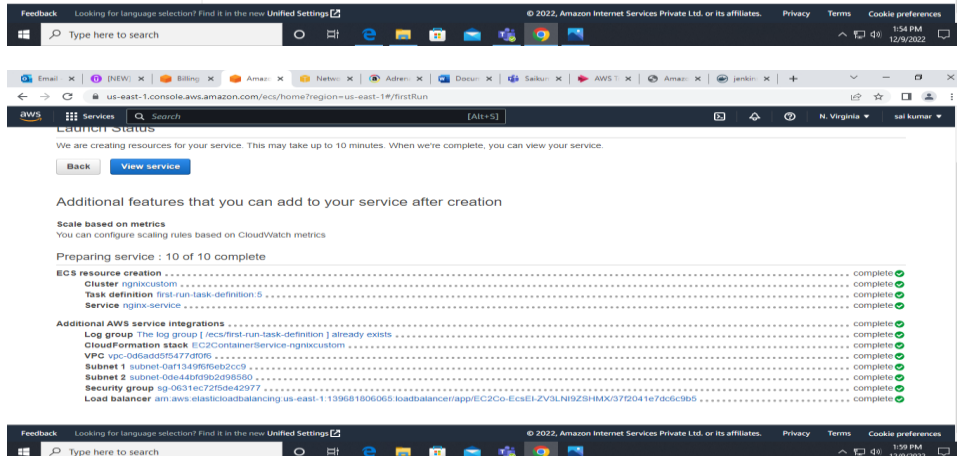 Feedback Looking for language selection? Find it in the new Unified Settings © 2022, Amazon Internet Services Private Ltd. or its affiliates. Privacy Terms Cookie preferences
Type here to search 1:54 PM
12/9/2022
Email (NEW) Billing Amaz Netwo Adren Docum Saikum AWS T Amaz jenkin
us-east-1.console.aws.amazon.com/ecs/home?region=us-east-1#/firstRun
aws Services Search [Alt+S] N. Virginia sai kumar
Launch Status
We are creating resources for your service. This may take up to 10 minutes. When we're complete, you can view your service.
Back View service
Additional features that you can add to your service after creation
Scale based on metrics
You can configure scaling rules based on CloudWatch metrics
Preparing service : 10 of 10 complete
ECS resource creation complete
Cluster ngnixcustom complete
Task definition first-run-task-definition:5 complete
Service nginx-service complete
Additional AWS service integrations complete
Log group The log group [ /ecs/first-run-task-definition ] already exists complete
CloudFormation stack EC2ContainerService-ngnixcustom complete
VPC vpc-0d6add5f5477df0f6 complete
Subnet 1 subnet-0af1349f6f6eb2cc9 complete
Subnet 2 subnet-0de44bfd9b2d98580 complete
Security group sg-0631ec72f5de42977 complete
Load balancer arn:aws:elasticloadbalancing:us-east-1:139681806065:loadbalancer/app/EC2Co-EcsEl-ZV3LNI9ZSHMX/37f2041e7dc6c9b5 complete
Feedback Looking for language selection? Find it in the new Unified Settings © 2022, Amazon Internet Services Private Ltd. or its affiliates. Privacy Terms Cookie preferences
Type here to search 1:59 PM
12/9/2022